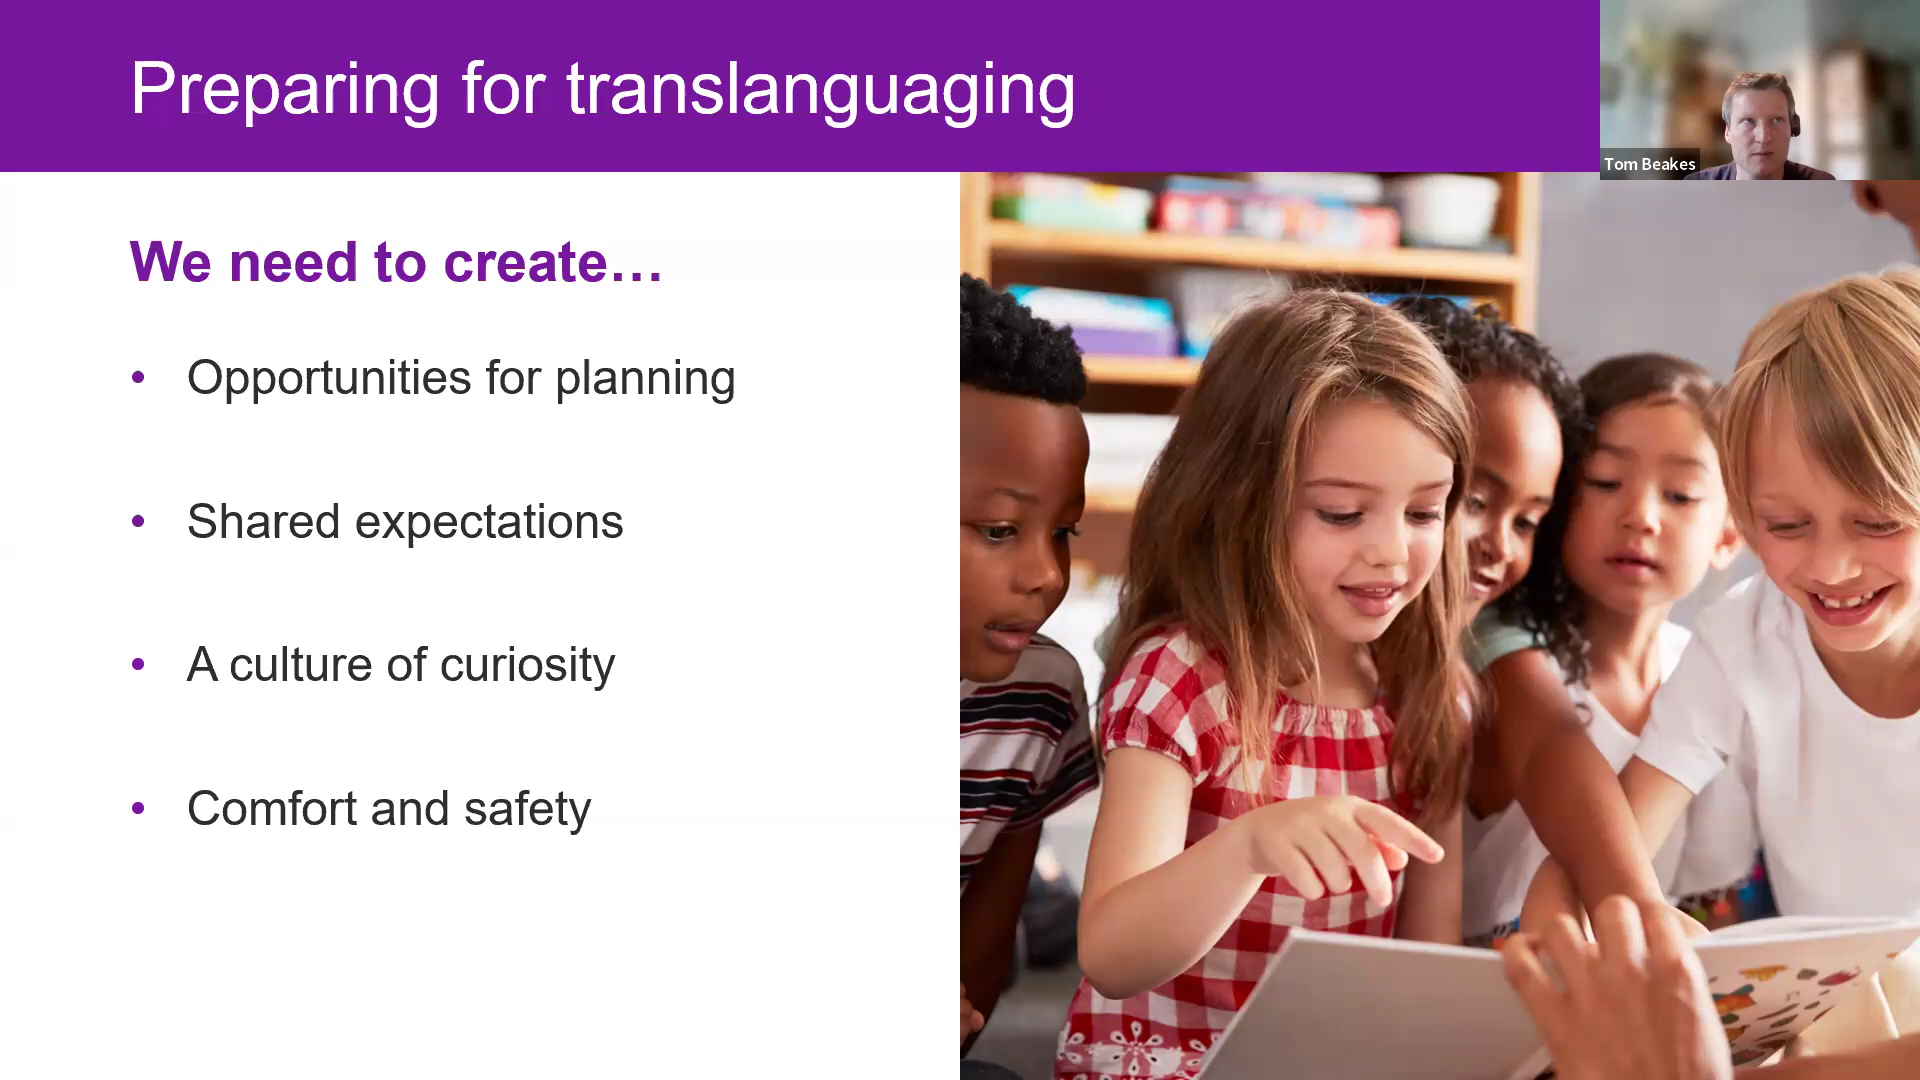 Preparing for translanguaging
Tom Beakes
We need to create…
• Opportunities for planning
• Shared expectations
• A culture of curiosity
• Comfort and safety